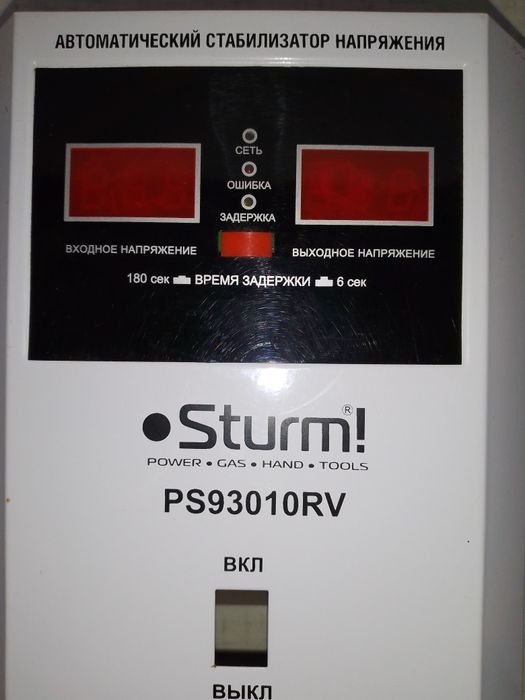 АВТОМАТИЧЕСКИЙ СТАБИЛИЗАТОР НАПРЯЖЕНИЯ
СЕТЬ
ОШИБКА
ЗАДЕРЖКА
ВХОДНОЕ НАПРЯЖЕНИЕ ВЫХОДНОЕ НАПРЯЖЕНИЕ
180 сек ВРЕМЯ ЗАДЕРЖКИ 6 сек
Sturm!®
POWER • GAS • HAND • TOOLS
PS93010RV
ВКЛ
ВЫКЛ